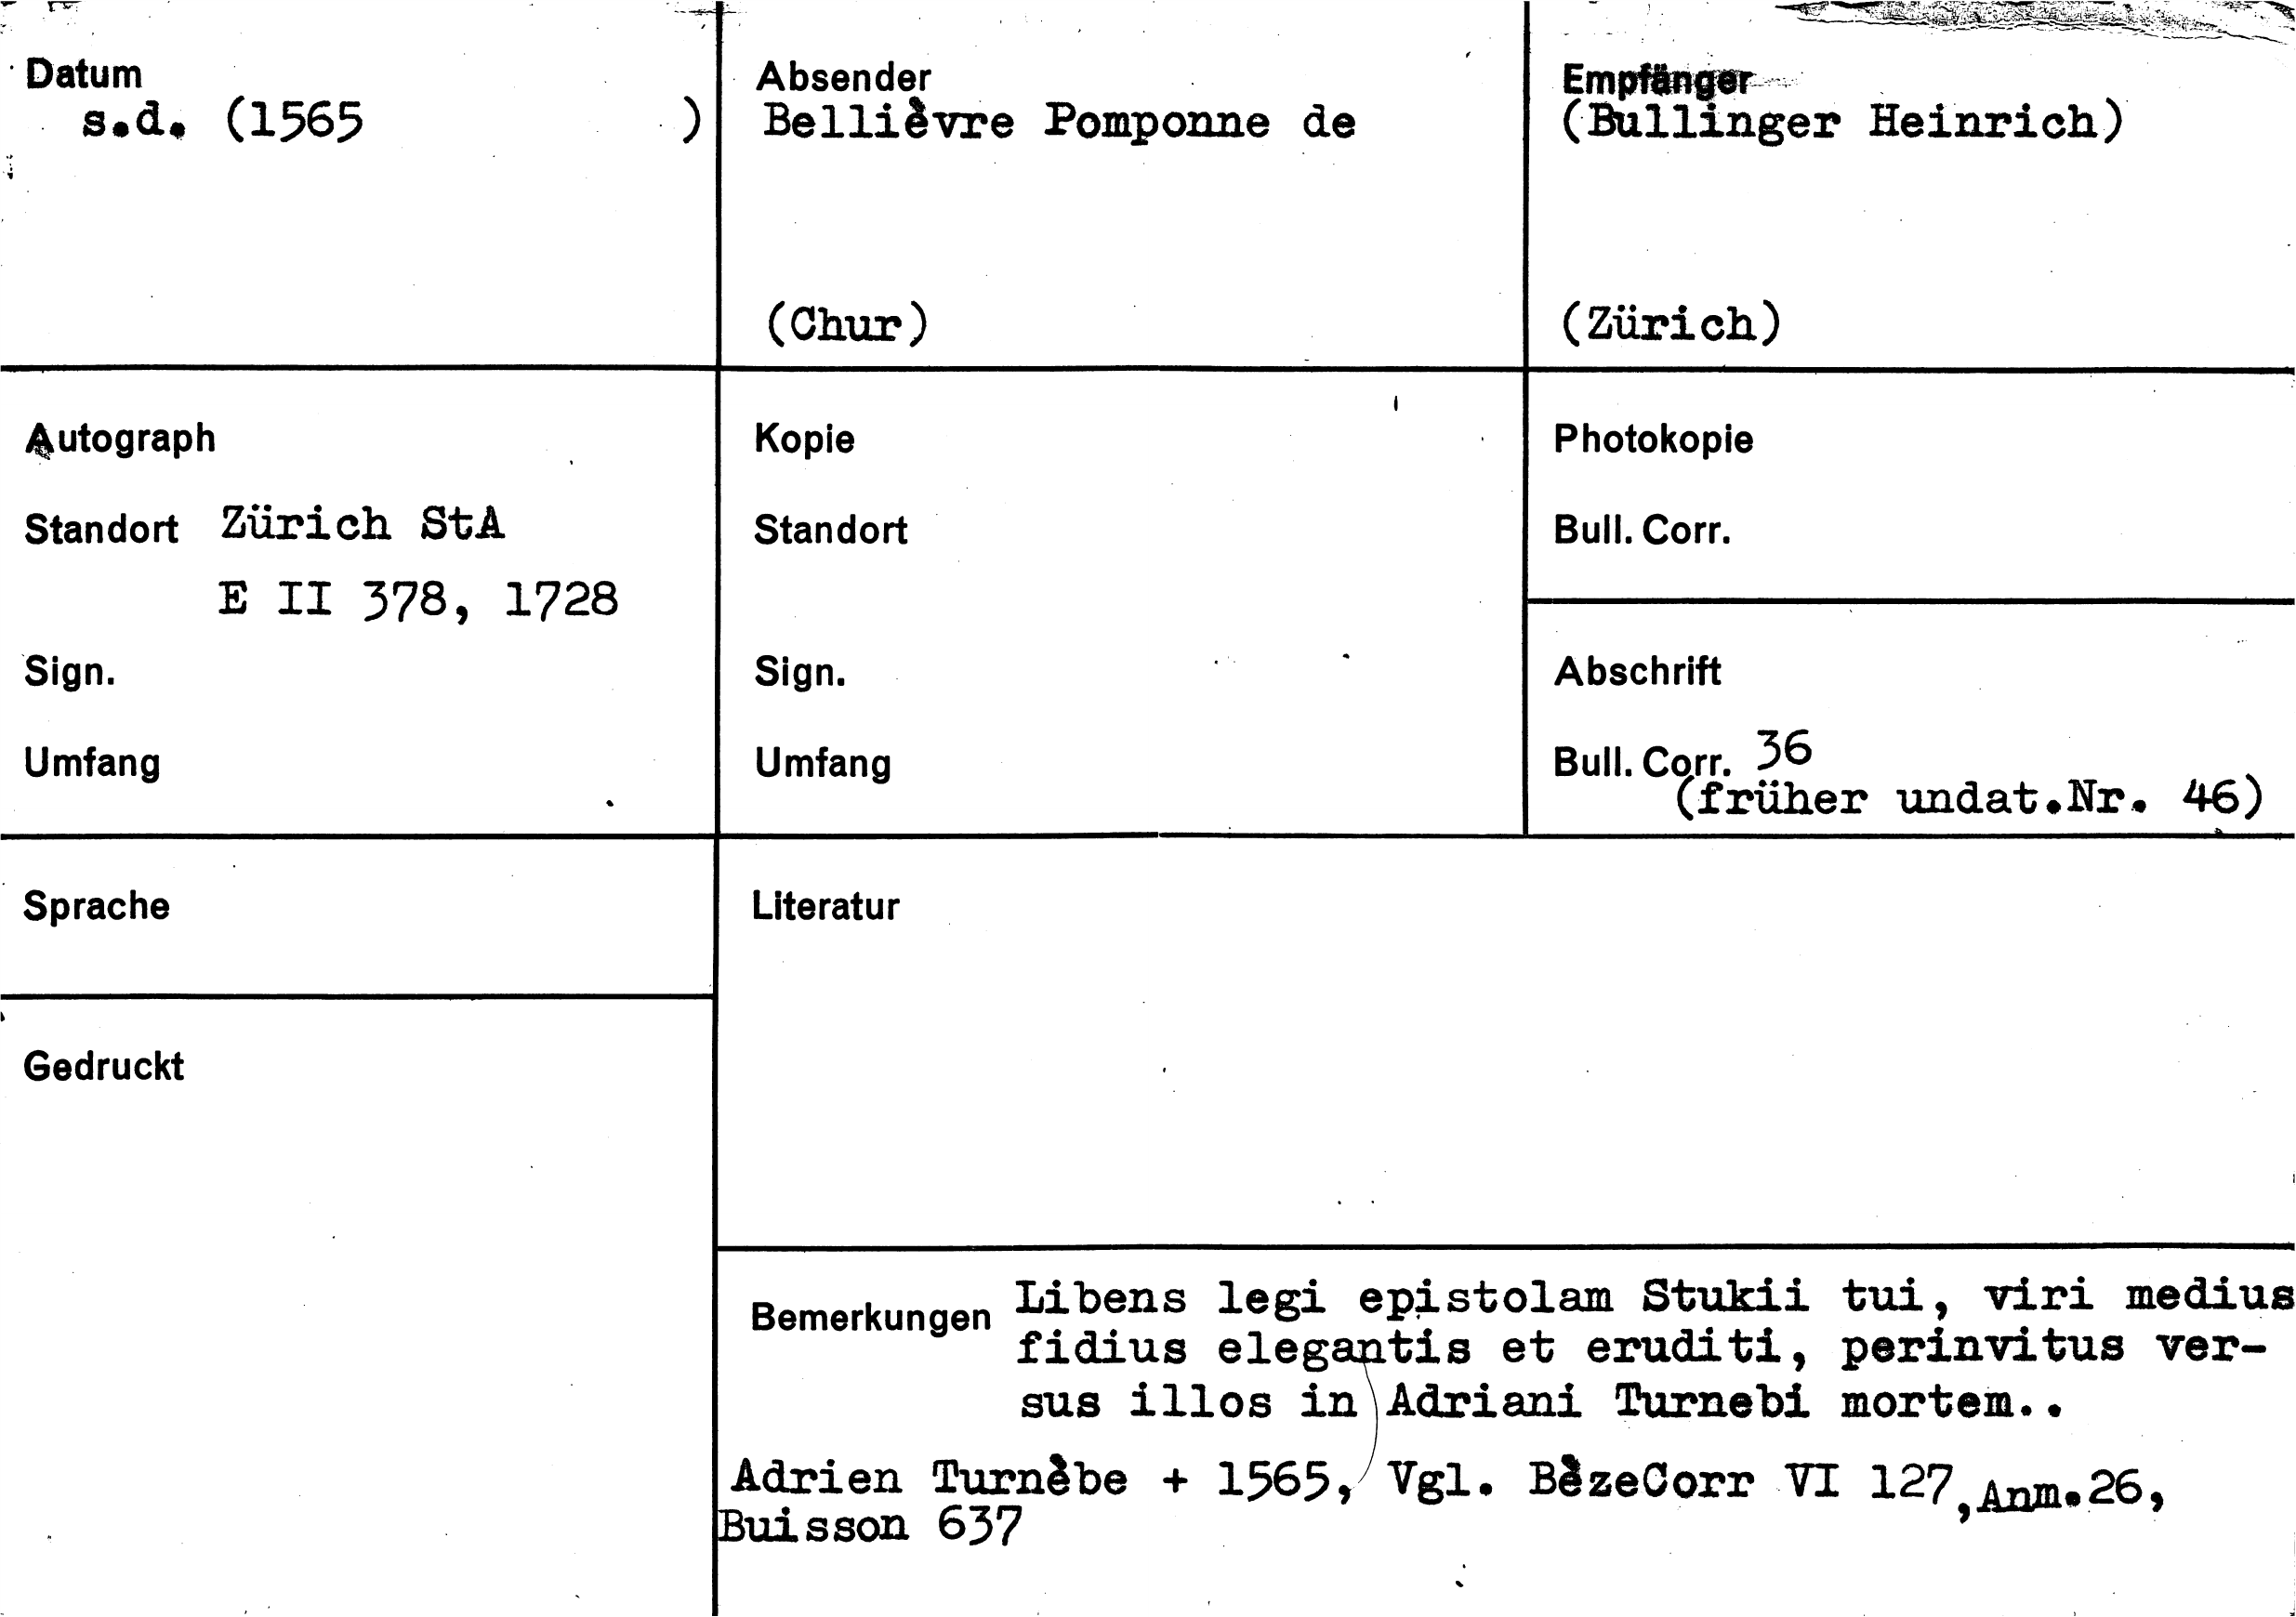 Datum
s.d. (1565 )
Absender
Bellièvre Pomponne de
(Chur)
Empfänger
(Bullinger Heinrich)
(Zürich)
Autograph
Standort Zürich StA
E II 378, 1728
Sign.
Umfang
Kopie
Standort
Sign.
Umfang
Photokopie
Bull. Corr.
Abschrift
Bull. Corr. 36
(früher undat.Nr. 46)
Sprache
Gedruckt
Literatur
Bemerkungen Libens legi epistolam Stukii tui, viri medius
fidius elegantis et eruditi, perinvitus ver-
sus illos in Adriani Turnebi mortem..
Adrien Turnèbe + 1565, Vgl. BèzeCorr VI 127,Anm.26,
Buisson 637